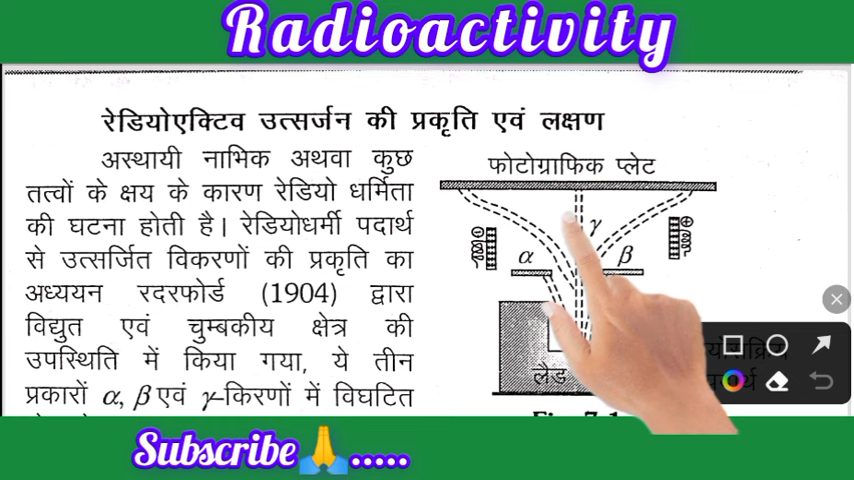 Radioactivity
रेडियोएक्टिव उत्सर्जन की प्रकृति एवं लक्षण
अस्थायी नाभिक अथवा कुछ
तत्वों के क्षय के कारण रेडियो धर्मिता
की घटना होती है। रेडियोधर्मी पदार्थ
से उत्सर्जित विकरणों की प्रकृति का
अध्ययन रदरफोर्ड (1904) द्वारा
विद्युत एवं चुम्बकीय क्षेत्र की
उपस्थिति में किया गया, ये तीन
प्रकारों α, β एवं γ-किरणों में विघटित
फोटोग्राफिक प्लेट
γ
α
β
लैड
Subscribe🙏.....